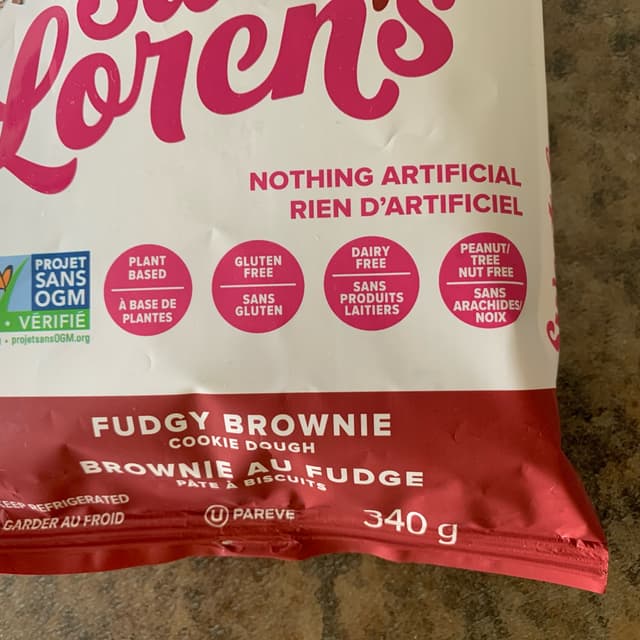 Loren's
NOTHING ARTIFICIAL
RIEN D'ARTIFICIEL
PROJET
SANS
OGM
VÉRIFIÉ
projetsansOGM.org
PLANT
BASED
À BASE DE
PLANTES
GLUTEN
FREE
SANS
GLUTEN
DAIRY
FREE
SANS
PRODUITS
LAITIERS
PEANUT/
TREE
NUT FREE
SANS
ARACHIDES/
NOIX
FUDGY BROWNIE
COOKIE DOUGH
BROWNIE AU FUDGE
PÂTE À BISCUITS
KEEP REFRIGERATED
GARDER AU FROID
U PAREVE
340 g